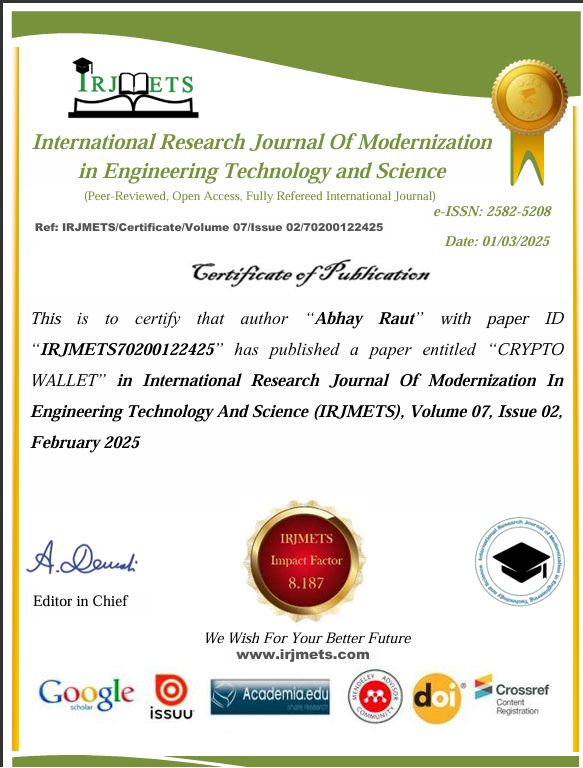 IRJMETS
International Research Journal Of Modernization
in Engineering Technology and Science
(Peer-Reviewed, Open Access, Fully Refereed International Journal)
e-ISSN: 2582-5208
Ref: IRJMETS/Certificate/Volume 07/Issue 02/70200122425
Date: 01/03/2025
Certificate of Publication
This is to certify that author “Abhay Raut” with paper ID
“IRJMETS70200122425” has published a paper entitled “CRYPTO
WALLET” in International Research Journal Of Modernization In
Engineering Technology And Science (IRJMETS), Volume 07, Issue 02,
February 2025
IRJMETS
Impact Factor
8.187
International Research Journal of Modernization in Engineering Technology and Science
A. Denushi
Editor in Chief
We Wish For Your Better Future
www.irjmets.com
Google
scholar
issuu
Academia.edu
share research
MENDELEY ADVISOR
COMMUNITY
doi
Crossref
Content
Registration